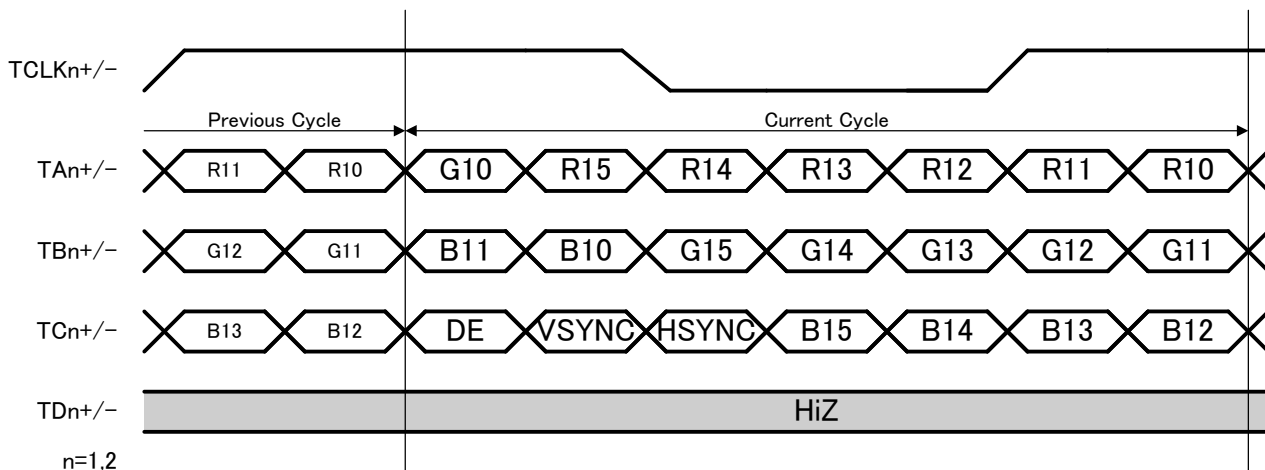 TCLKn+/-
Previous Cycle Current Cycle
TAn+/- R11 R10 G10 R15 R14 R13 R12 R11 R10
TBn+/- G12 G11 B11 B10 G15 G14 G13 G12 G11
TCn+/- B13 B12 DE VSYNC HSYNC B15 B14 B13 B12
TDn+/- HiZ
n=1,2